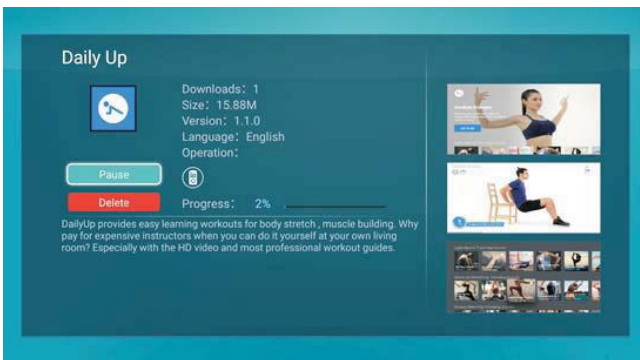 Daily Up
Downloads: 1
Size: 15.88M
Version: 1.1.0
Language: English
Operation:
Pause
Delete
Progress: 2%
DailyUp provides easy learning workouts for body stretch , muscle building. Why
pay for expensive instructors when you can do it yourself at your own living
room? Especially with the HD video and most professional workout guides.